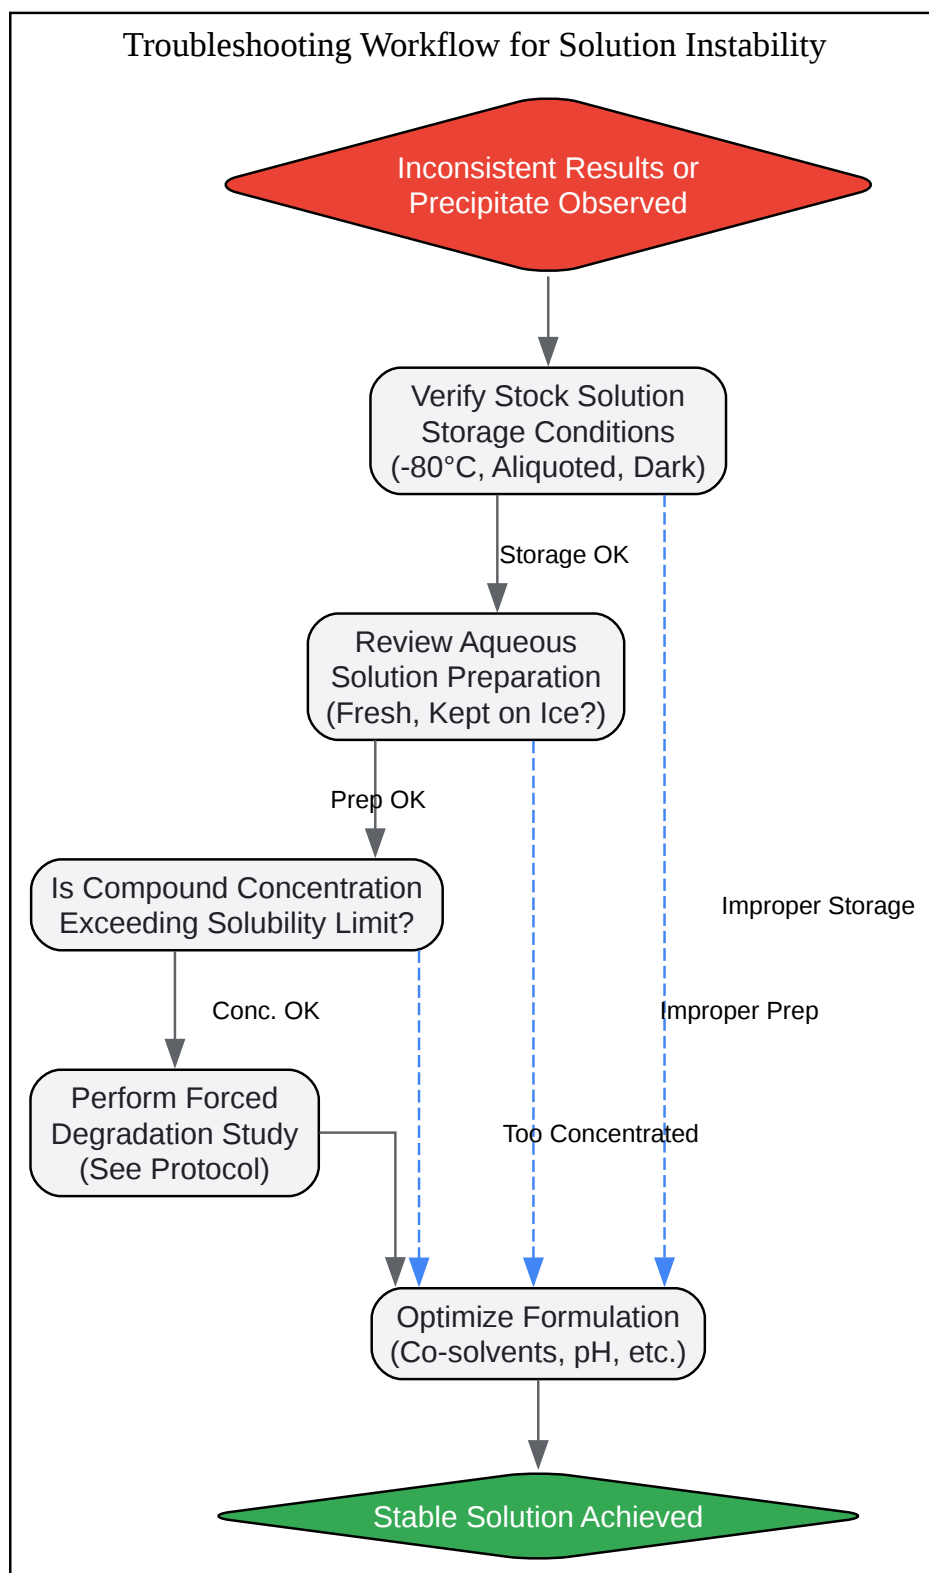 Troubleshooting Workflow for Solution Instability
Inconsistent Results or
Precipitate Observed
Verify Stock Solution
Storage Conditions
(-80°C, Aliquoted, Dark)
Storage OK
Review Aqueous
Solution Preparation
(Fresh, Kept on Ice?)
Prep OK
Is Compound Concentration
Exceeding Solubility Limit?
Improper Storage
Conc. OK
Improper Prep
Perform Forced
Degradation Study
(See Protocol)
Too Concentrated
Optimize Formulation
(Co-solvents, pH, etc.)
Stable Solution Achieved